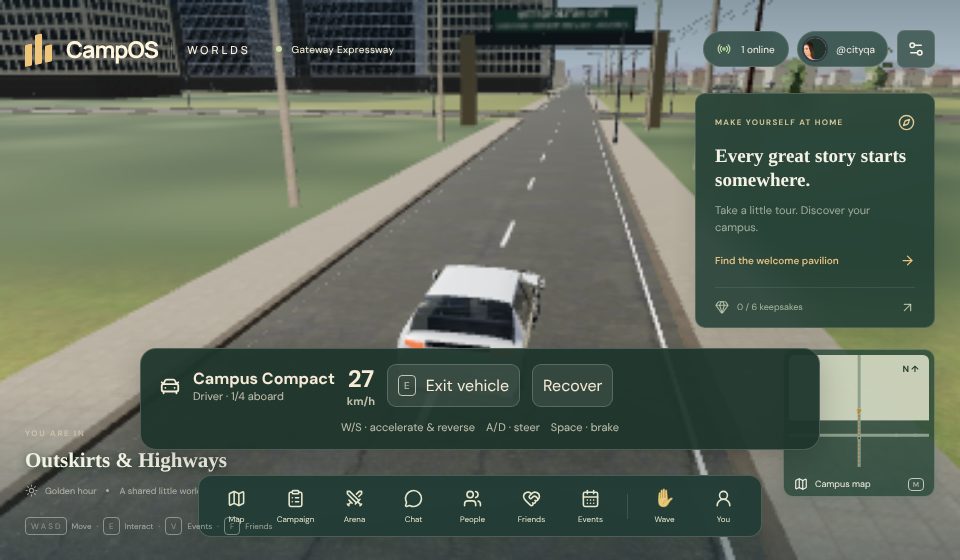 CampOS
WORLDS
Gateway Expressway
1 online
@cityqa
MAKE YOURSELF AT HOME
Every great story starts
somewhere.
Take a little tour. Discover your
campus.
Find the welcome pavilion
0 / 6 keepsakes
Campus Compact
Driver · 1/4 aboard
27
km/h
E Exit vehicle
Recover
W/S · accelerate & reverse A/D · steer Space · brake
N
Campus map
M
YOU ARE IN
Outskirts & Highways
Golden hour • A shared little
WASD Move · E Interact · V Events · F Friends
Map
Campaign
Arena
Chat
People
Friends
Events
Wave
You